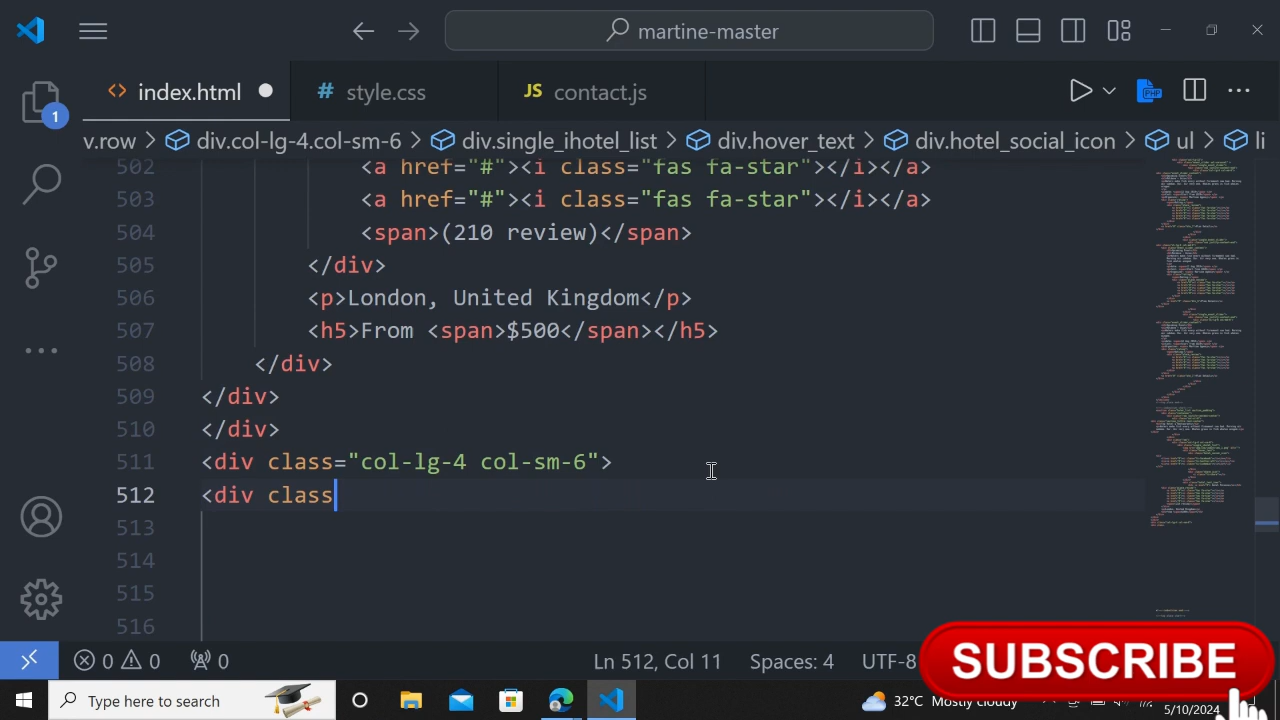 martine-master
index.html
# style.css
JS contact.js
PHP
1
v.row > div.col-lg-4.col-sm-6 > div.single_ihotel_list > div.hover_text > div.hotel_social_icon > ul > li
502 <a href="#"><i class="fas fa-star"></i></a>
503 <a href="#"><i class="fas fa-star"></i></a>
504 <span>(210 review)</span>
505 </div>
506 <p>London, United Kingdom</p>
507 <h5>From <span>$500</span></h5>
508 </div>
509 </div>
510 </div>
511 <div class="col-lg-4 col-sm-6">
512 <div class
513
514
515
516
0 0 0
Ln 512, Col 11 Spaces: 4 UTF-8
SUBSCRIBE
Type here to search
32°C Mostly cloudy
5/10/2024